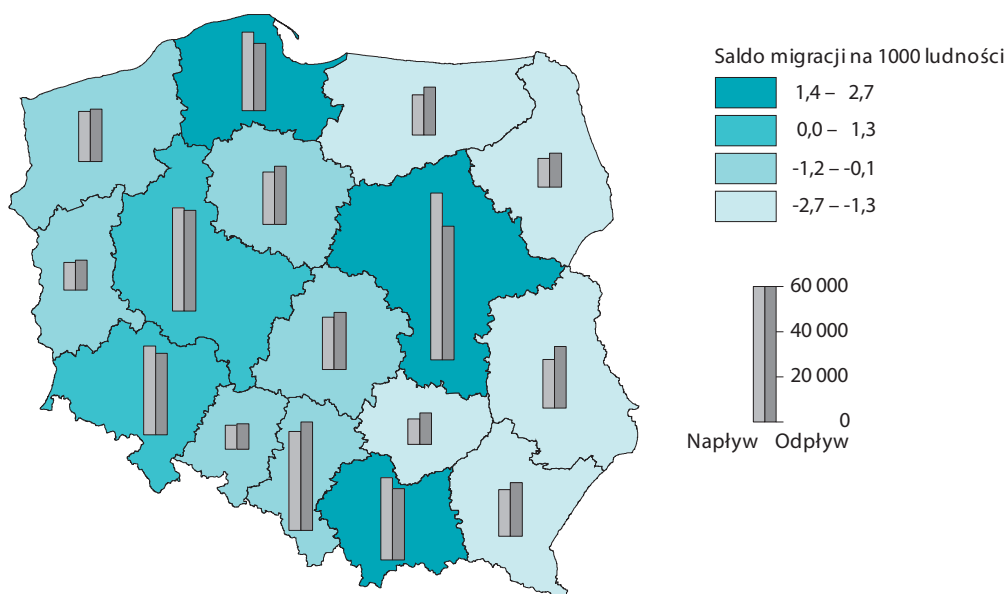 Saldo migracji na 1000 ludności
1,4 – 2,7
0,0 – 1,3
-1,2 – -0,1
-2,7 – -1,3
60 000
40 000
20 000
0
Napływ Odpływ